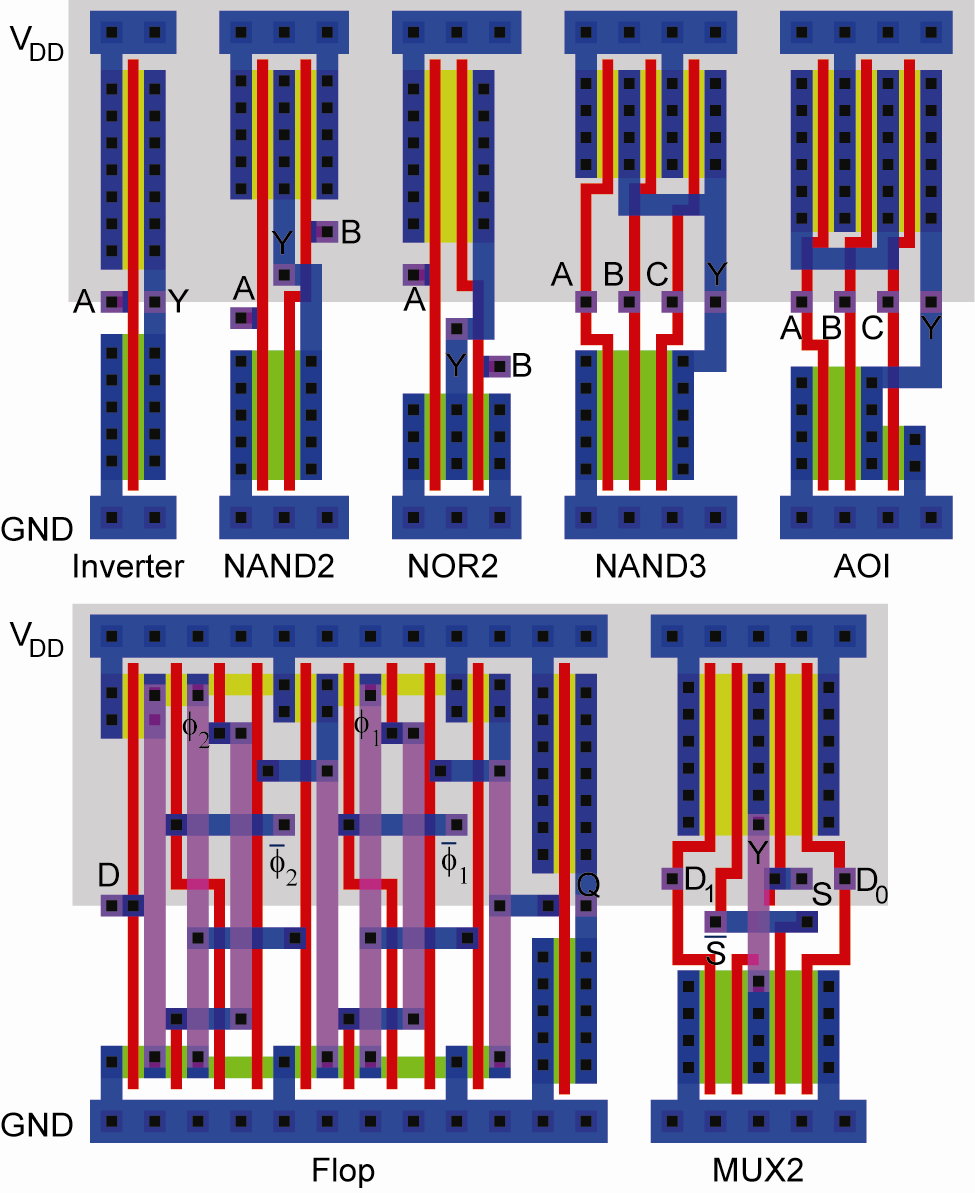 VDD
Y
B
A
A
Y
A
B
Y
A
B
C
Y
A
B
C
Y
GND
Inverter NAND2 NOR2 NAND3 AOI
VDD
ϕ2
ϕ1
ϕ̅2
ϕ̅1
Y
D
Q
D1
S
D0
S̅
GND
Flop MUX2